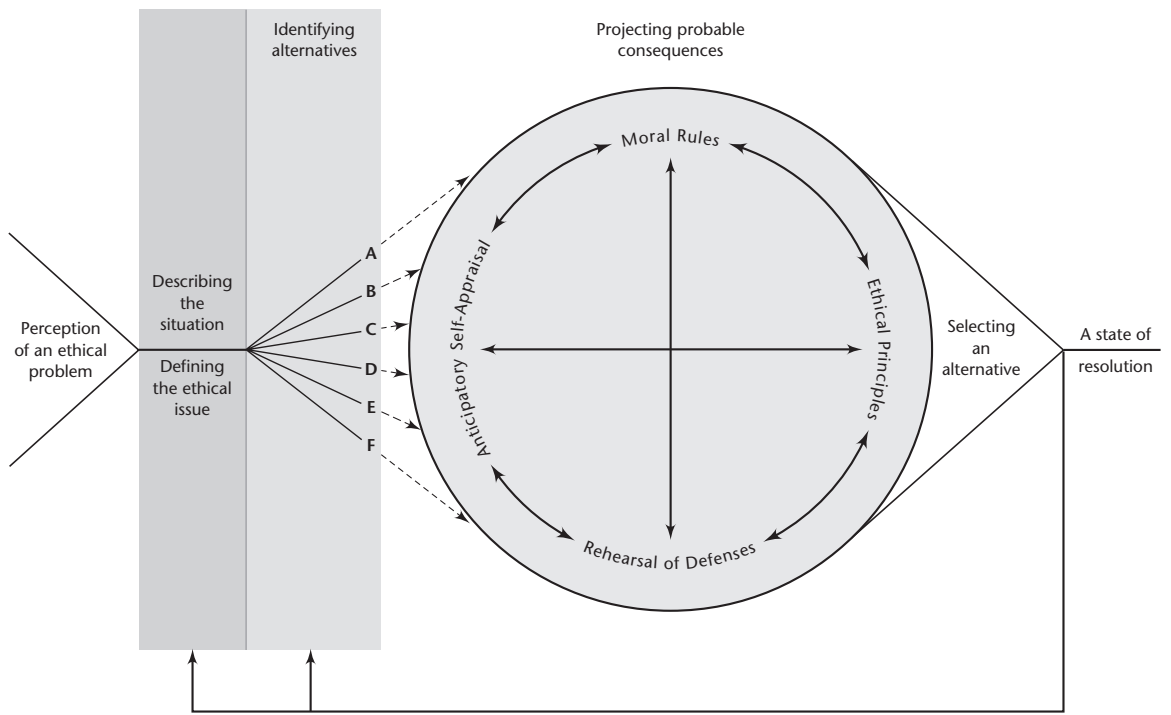 Identifying
alternatives
Projecting probable
consequences
Moral Rules
Anticipatory Self-Appraisal
Ethical Principles
Rehearsal of Defenses
A
B
C
D
E
F
Perception
of an ethical
problem
Describing
the
situation
Defining
the ethical
issue
Selecting
an
alternative
A state of
resolution